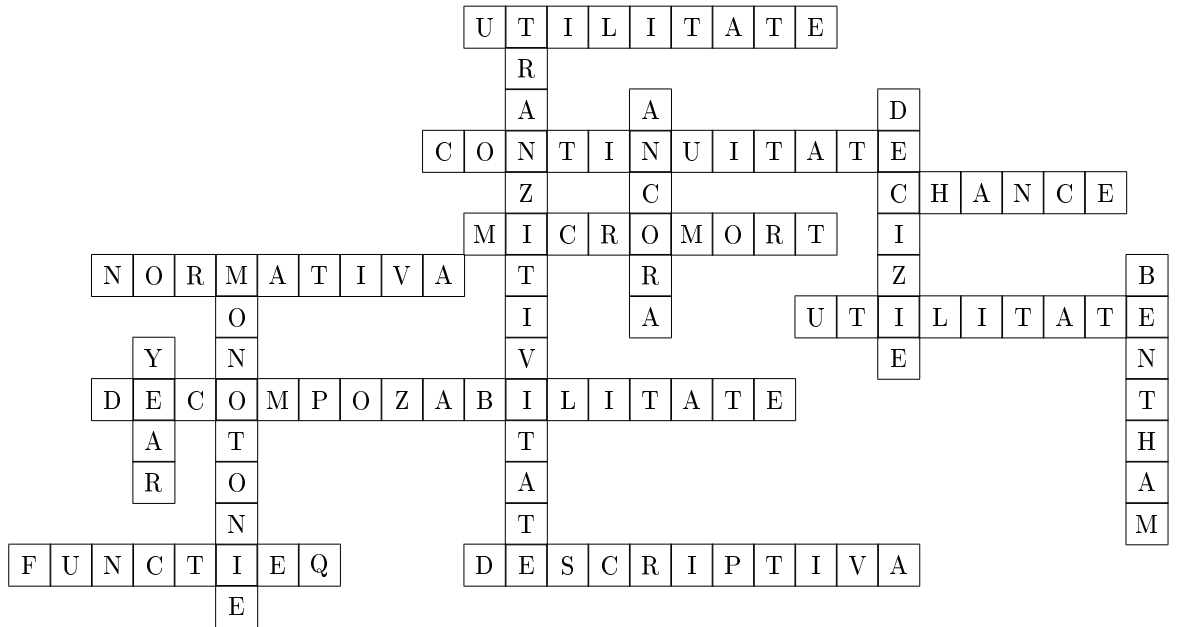 UTILITATE
TRANZITIVITATE
ANCORA
DECIZIE
CONTINUITATE
CHANCE
MICROMORT
NORMATIVA
MONOTONIE
BENTHAM
UTILITATE
YEAR
DECOMPOZABILITATE
FUNCTIEQ
DESCRIPTIVA